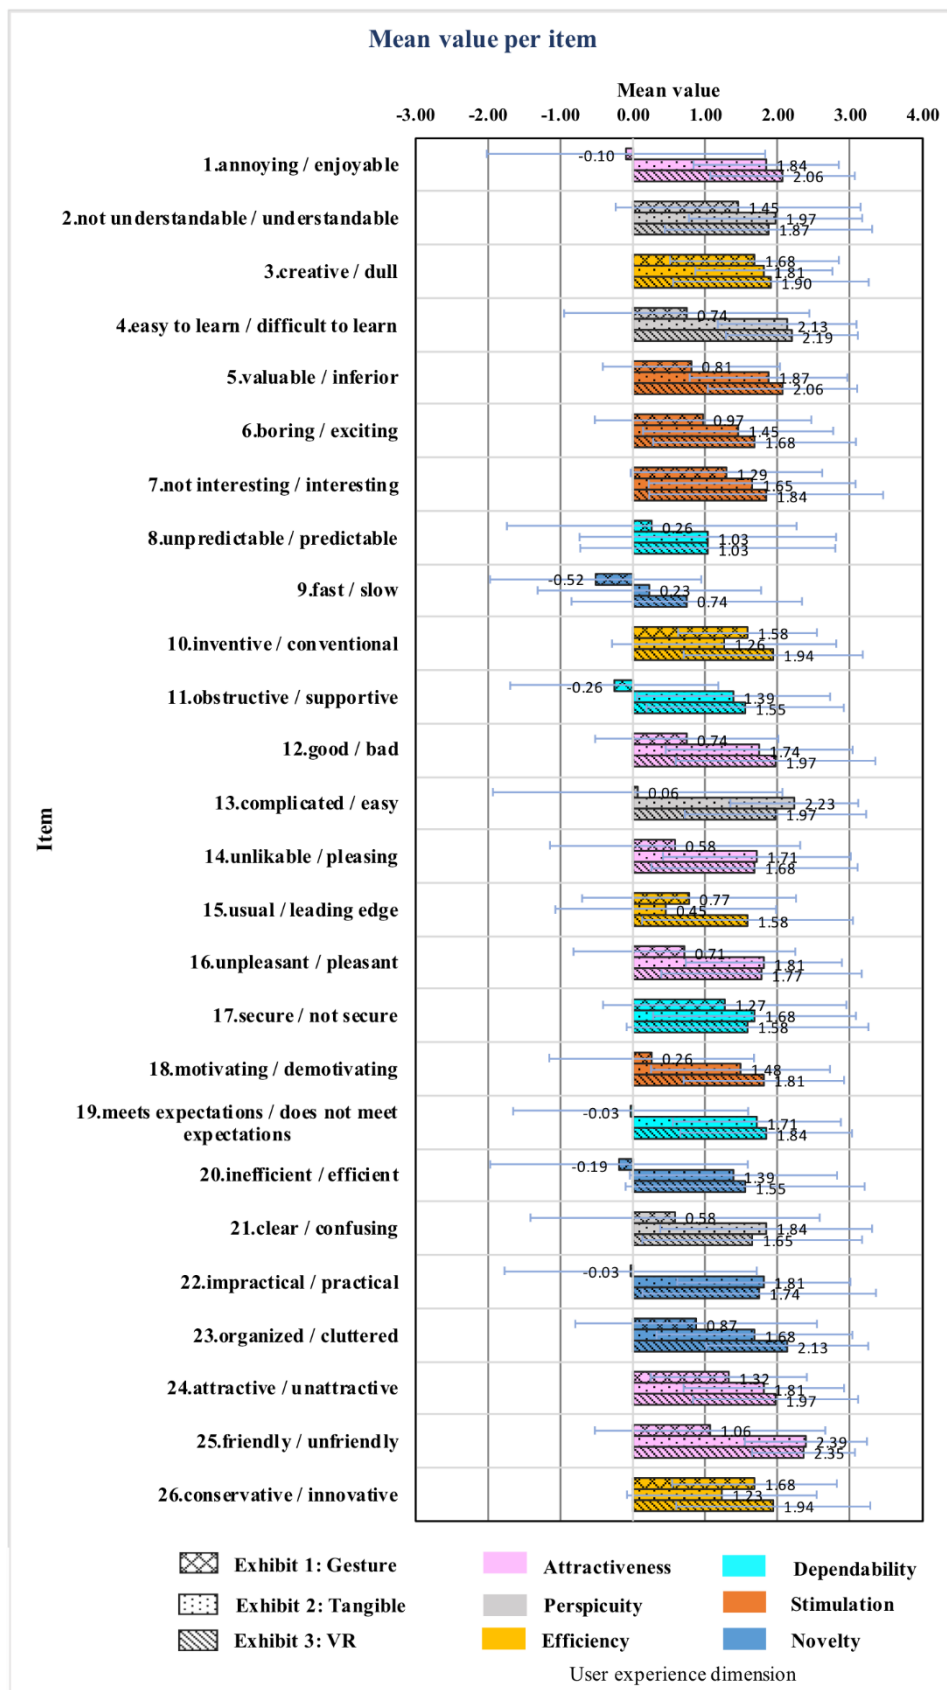 Mean value per item
Mean value
-3.00 -2.00 -1.00 0.00 1.00 2.00 3.00 4.00
Item
1.annoying / enjoyable
-0.10
1.84
2.06
2.not understandable / understandable
1.45
1.97
1.87
3.creative / dull
1.68
1.81
1.90
4.easy to learn / difficult to learn
0.74
2.13
2.19
5.valuable / inferior
0.81
1.87
2.06
6.boring / exciting
0.97
1.45
1.68
7.not interesting / interesting
1.29
1.65
1.84
8.unpredictable / predictable
0.26
1.03
1.03
9.fast / slow
-0.52
0.23
0.74
10.inventive / conventional
1.58
1.26
1.94
11.obstructive / supportive
-0.26
1.39
1.55
12.good / bad
0.74
1.74
1.97
13.complicated / easy
0.06
2.23
1.97
14.unlikable / pleasing
0.58
1.71
1.68
15.usual / leading edge
0.77
0.45
1.58
16.unpleasant / pleasant
0.71
1.81
1.77
17.secure / not secure
1.27
1.68
1.58
18.motivating / demotivating
0.26
1.48
1.81
19.meets expectations / does not meet
expectations
-0.03
1.71
1.84
20.inefficient / efficient
-0.19
1.39
1.55
21.clear / confusing
0.58
1.84
1.65
22.impractical / practical
-0.03
1.81
1.74
23.organized / cluttered
0.87
1.68
2.13
24.attractive / unattractive
1.32
1.81
1.97
25.friendly / unfriendly
1.06
2.39
2.35
26.conservative / innovative
1.68
1.23
1.94
Exhibit 1: Gesture Attractiveness Dependability
Exhibit 2: Tangible Perspicuity Stimulation
Exhibit 3: VR Efficiency Novelty
User experience dimension